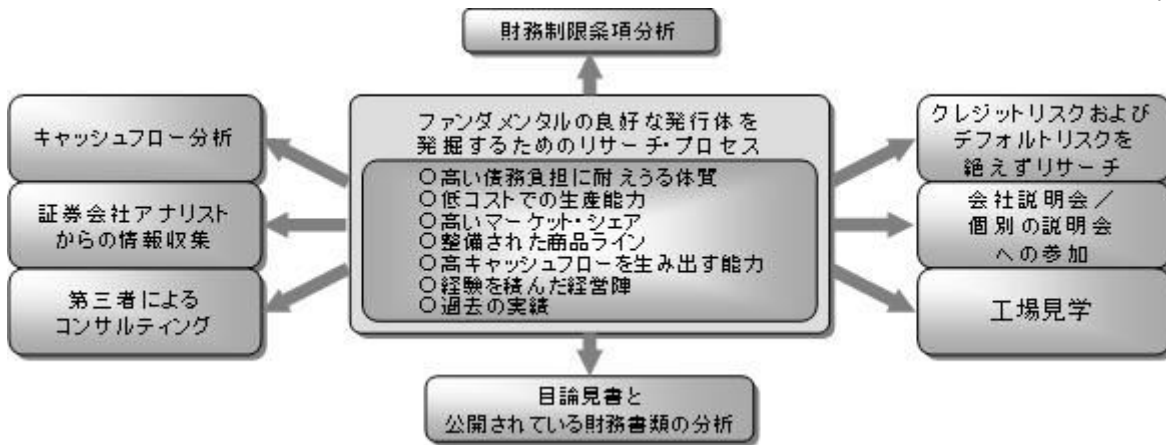 財務制限条項分析
キャッシュフロー分析
証券会社アナリスト
からの情報収集
第三者による
コンサルティング
ファンダメンタルの良好な発行体を
発掘するためのリサーチ・プロセス
○高い債務負担に耐えうる体質
○低コストでの生産能力
○高いマーケット・シェア
○整備された商品ライン
○高キャッシュフローを生み出す能力
○経験を積んだ経営陣
○過去の実績
クレジットリスクおよび
デフォルトリスクを
絶えずリサーチ
会社説明会／
個別の説明会
への参加
工場見学
目論見書と
公開されている財務書類の分析